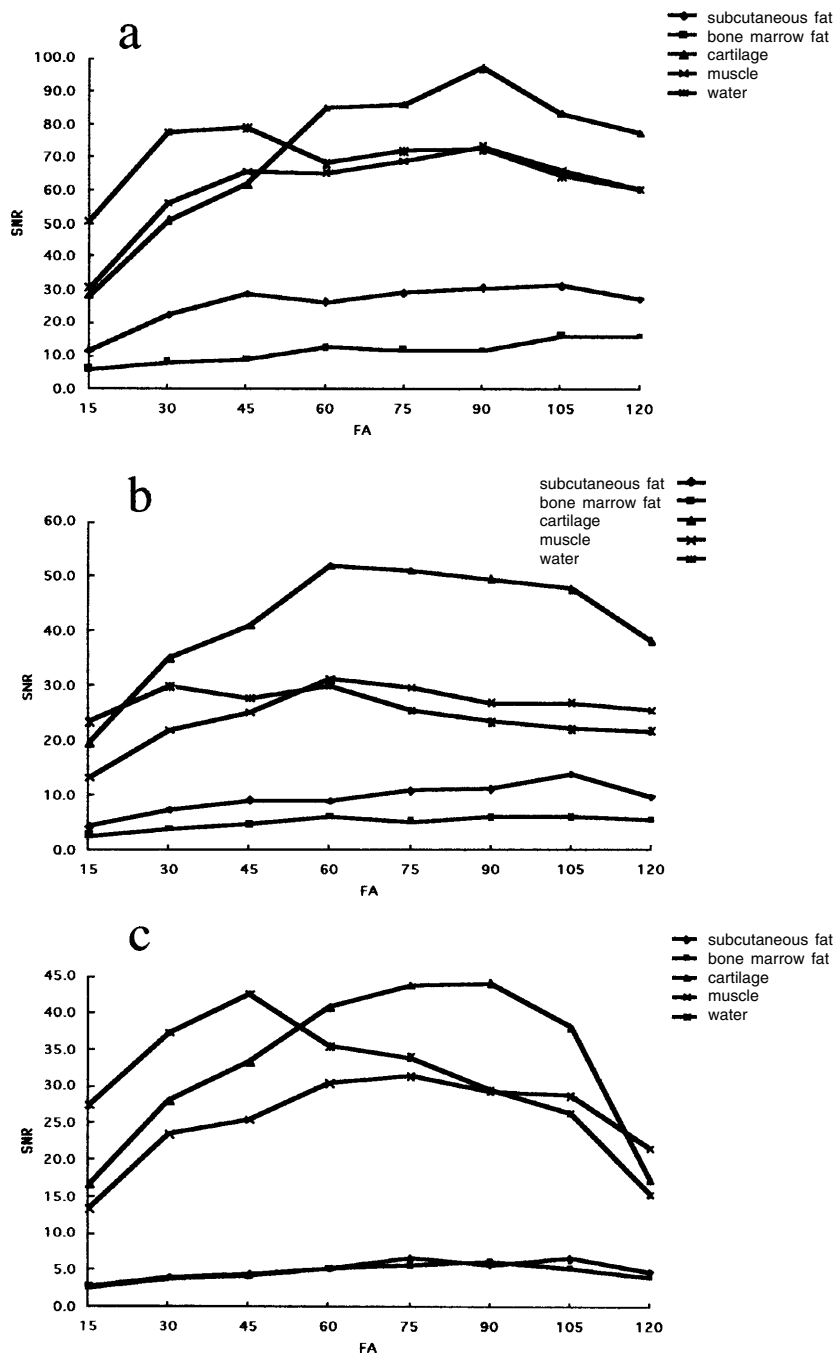 a
subcutaneous fat
bone marrow fat
cartilage
muscle
water
100.0
90.0
80.0
70.0
60.0
50.0
40.0
30.0
20.0
10.0
0.0
SNR
15 30 45 60 75 90 105 120
FA
b
subcutaneous fat
bone marrow fat
cartilage
muscle
water
60.0
50.0
40.0
30.0
20.0
10.0
0.0
SNR
15 30 45 60 75 90 105 120
FA
c
subcutaneous fat
bone marrow fat
cartilage
muscle
water
45.0
40.0
35.0
30.0
25.0
20.0
15.0
10.0
5.0
0.0
SNR
15 30 45 60 75 90 105 120
FA